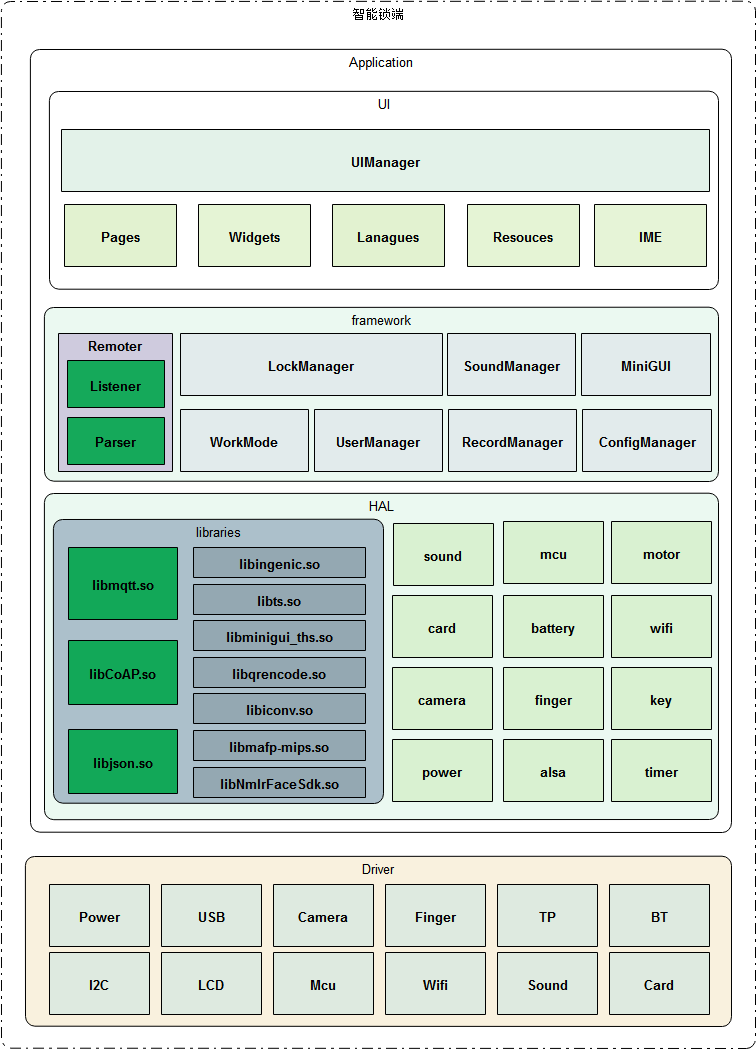 智能锁端
Application
UI
UIManager
Pages
Widgets
Lanagues
Resouces
IME
framework
Remoter
Listener
Parser
LockManager
SoundManager
MiniGUI
WorkMode
UserManager
RecordManager
ConfigManager
HAL
libraries
libmqtt.so
libCoAP.so
libjson.so
libingenic.so
libts.so
libminigui_ths.so
libqrencode.so
libiconv.so
libmafp-mips.so
libNmIrFaceSdk.so
sound
mcu
motor
card
battery
wifi
camera
finger
key
power
alsa
timer
Driver
Power
USB
Camera
Finger
TP
BT
I2C
LCD
Mcu
Wifi
Sound
Card